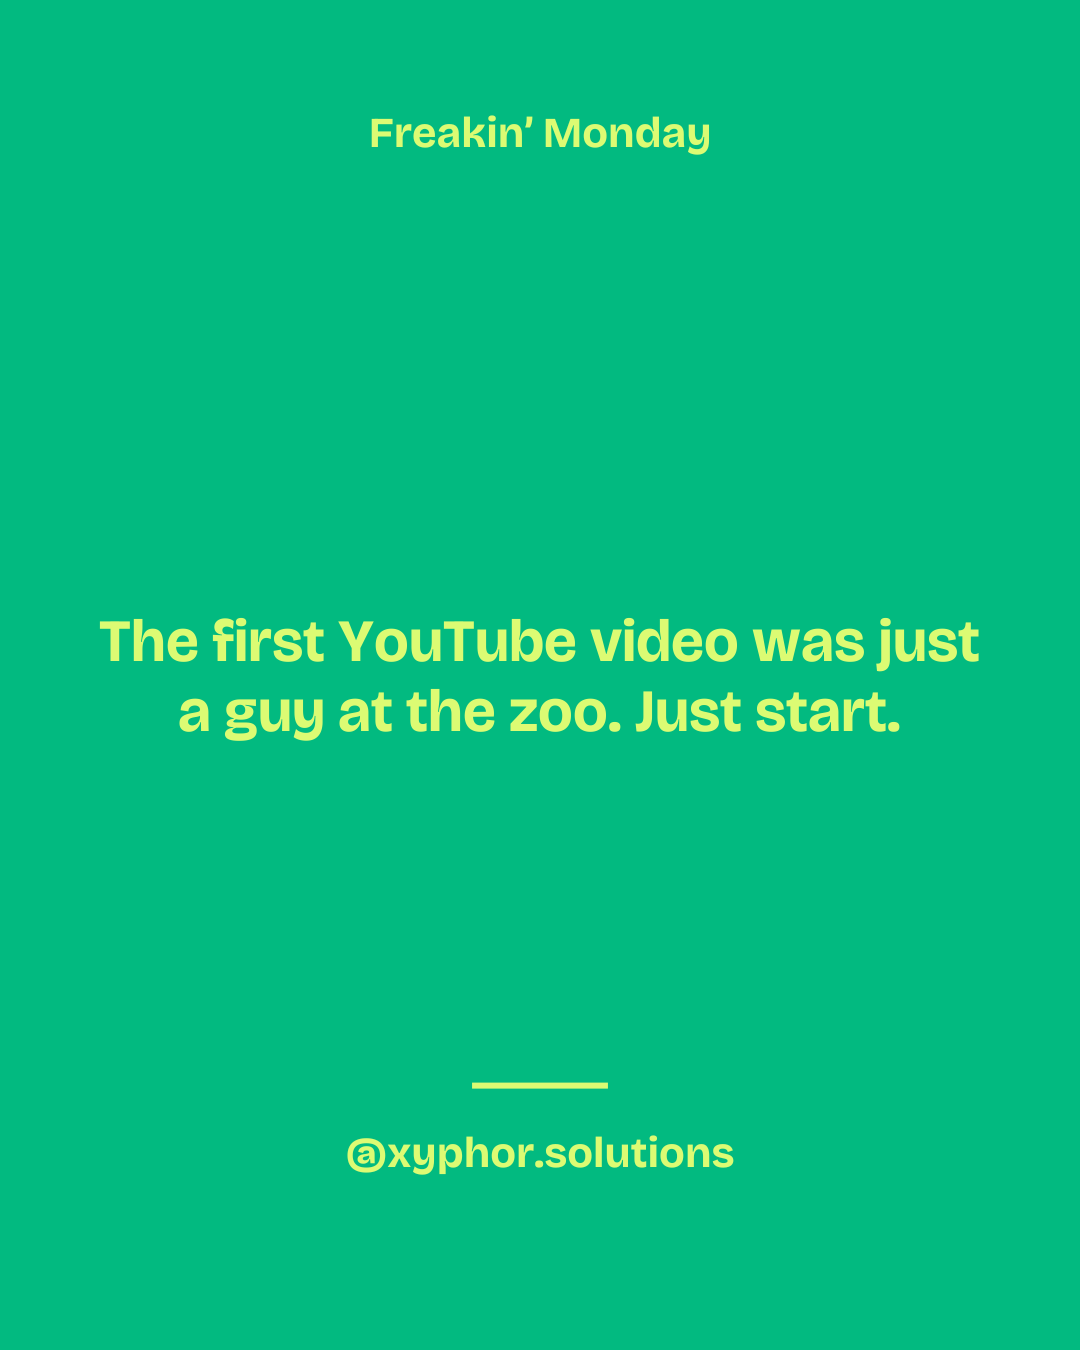 Freakin’ Monday
The first YouTube video was just
a guy at the zoo. Just start.
@xyphor.solutions